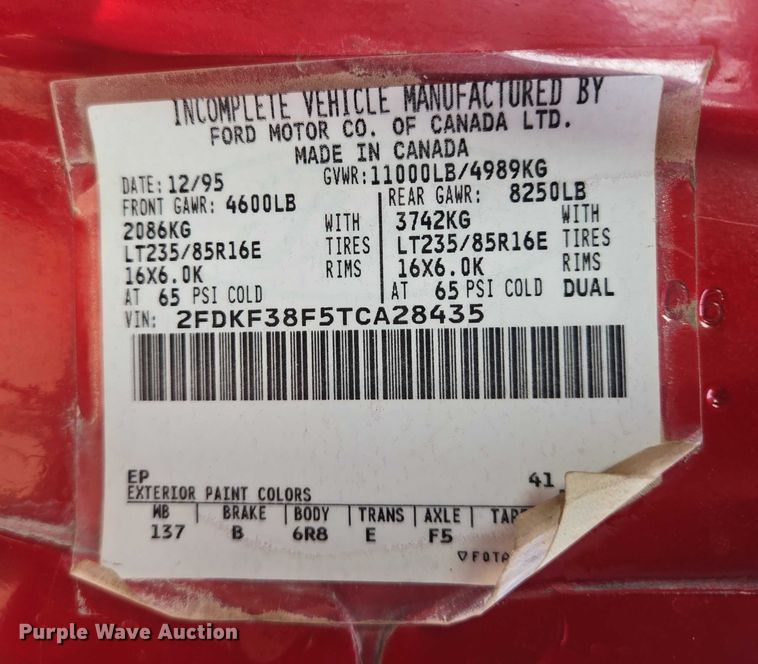 INCOMPLETE VEHICLE MANUFACTURED BY
FORD MOTOR CO. OF CANADA LTD.
MADE IN CANADA
DATE: 12/95 GVWR: 11000LB/4989KG
FRONT GAWR: 4600LB REAR GAWR: 8250LB
2086KG WITH 3742KG WITH
LT235/85R16E TIRES LT235/85R16E TIRES
16X6.0K RIMS 16X6.0K RIMS
AT 65 PSI COLD AT 65 PSI COLD DUAL
VIN: 2FDKF38F5TCA28435
EP 41
EXTERIOR PAINT COLORS
WB | BRAKE | BODY | TRANS | AXLE | TAPE
137 B 6R8 E F5
▽ F0TA
06
Purple Wave Auction